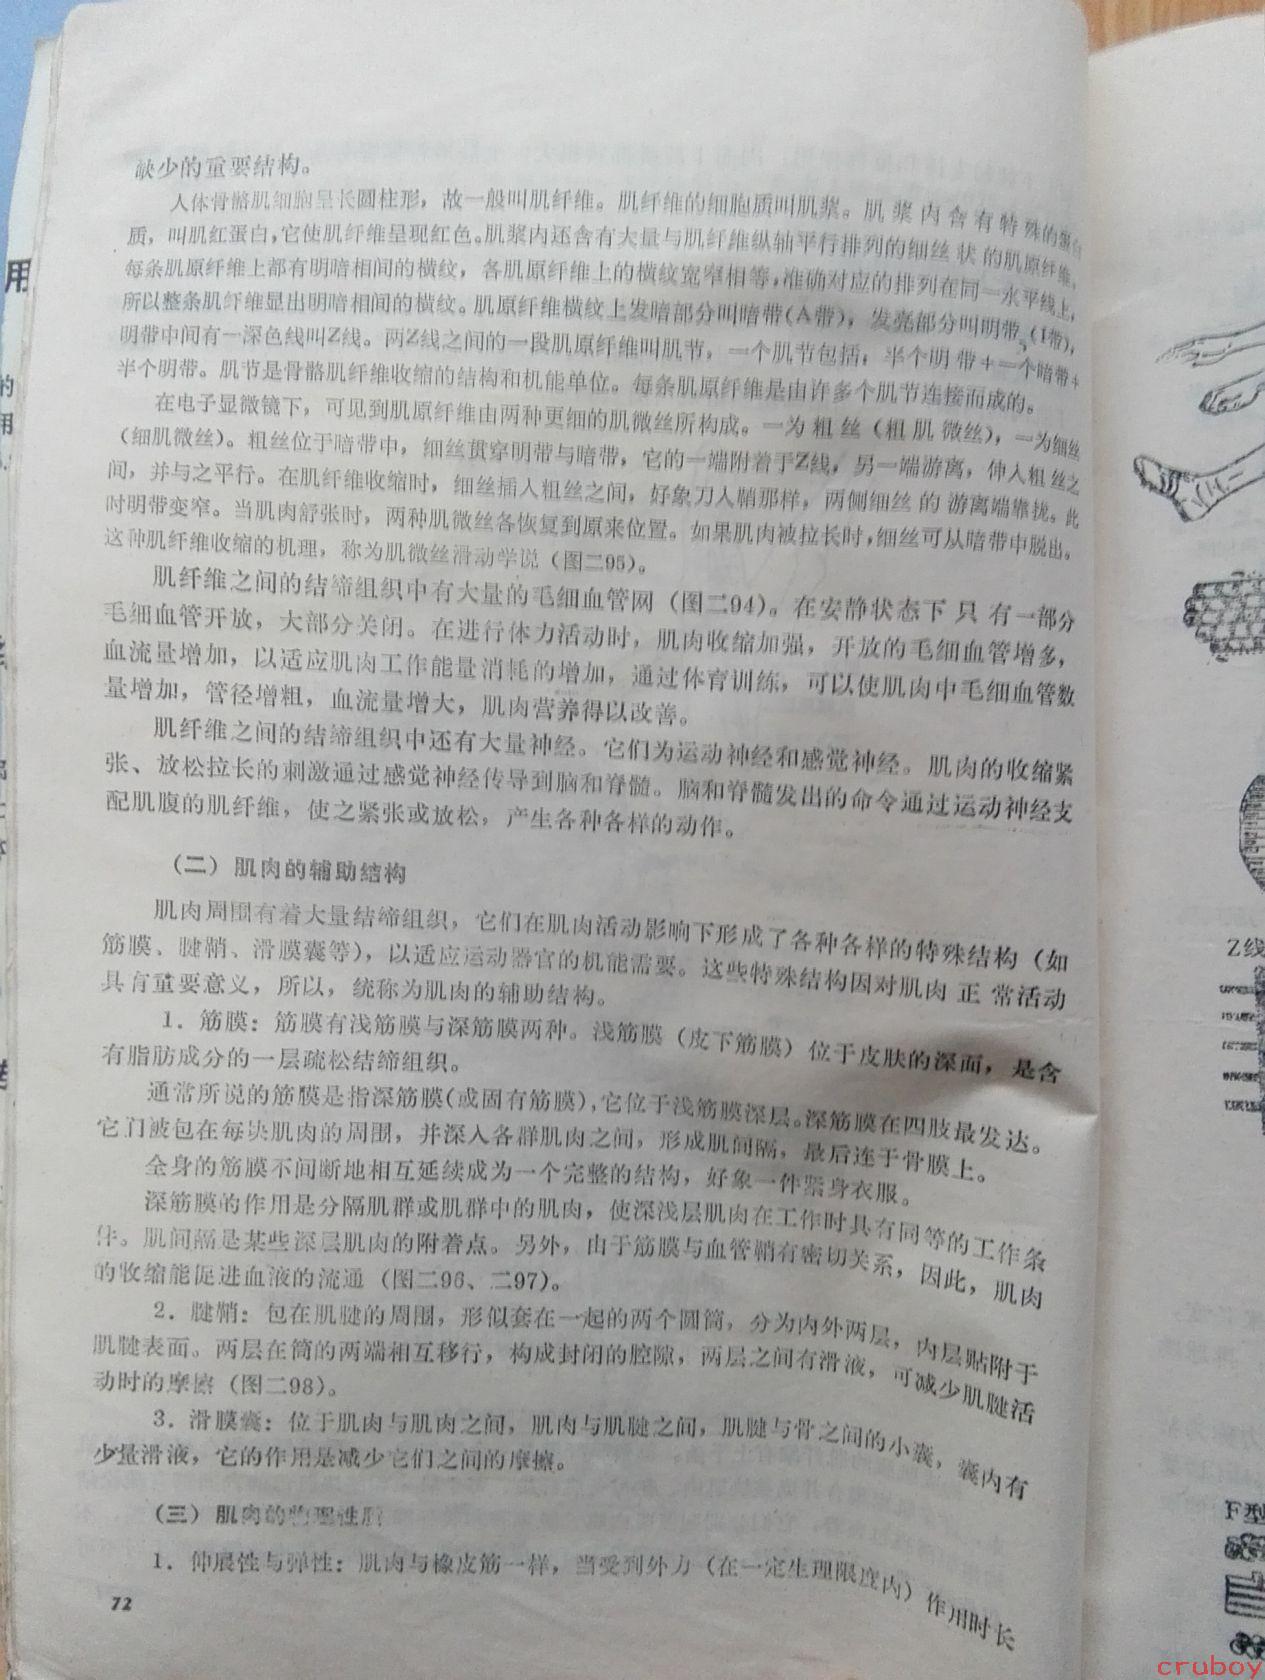 缺少的重要结构。
人体骨骼肌细胞呈长圆柱形，故一般叫肌纤维。肌纤维的细胞质叫肌浆。肌浆内含有特殊的蛋白
质，叫肌红蛋白，它使肌纤维呈现红色。肌浆内还含有大量与肌纤维纵轴平行排列的细丝状的肌原纤维，
每条肌原纤维上都有明暗相间的横纹，各肌原纤维上的横纹宽窄相等，准确对应的排列在同一水平线上，
所以整条肌纤维显出明暗相间的横纹。肌原纤维横纹上发暗部分叫暗带（A带），发亮部分叫明带（I带），
明带中间有一深色线叫Z线。两Z线之间的一段肌原纤维叫肌节，一个肌节包括：半个明带＋一个暗带＋
半个明带。肌节是骨骼肌纤维收缩的结构和机能单位。每条肌原纤维是由许多个肌节连接而成的。
在电子显微镜下，可见到肌原纤维由两种更细的肌微丝所构成。一为粗丝（粗肌微丝），一为细丝
（细肌微丝）。粗丝位于暗带中，细丝贯穿明带与暗带，它的一端附着于Z线，另一端游离，伸入粗丝之
间，并与之平行。在肌纤维收缩时，细丝插入粗丝之间，好象刀入鞘那样，两侧细丝的游离端靠拢。此
时明带变窄。当肌肉舒张时，两种肌微丝各恢复到原来位置。如果肌肉被拉长时，细丝可从暗带中脱出。
这种肌纤维收缩的机理，称为肌微丝滑动学说（图二95）。
肌纤维之间的结缔组织中有大量的毛细血管网（图二94）。在安静状态下只有一部分
毛细血管开放，大部分关闭。在进行体力活动时，肌肉收缩加强，开放的毛细血管增多，
血流量增加，以适应肌肉工作能量消耗的增加，通过体育训练，可以使肌肉中毛细血管数
量增加，管径增粗，血流量增大，肌肉营养得以改善。
肌纤维之间的结缔组织中还有大量神经。它们为运动神经和感觉神经。肌肉的收缩紧
张、放松拉长的刺激通过感觉神经传导到脑和脊髓。脑和脊髓发出的命令通过运动神经支
配肌腹的肌纤维，使之紧张或放松，产生各种各样的动作。
（二）肌肉的辅助结构
肌肉周围有着大量结缔组织，它们在肌肉活动影响下形成了各种各样的特殊结构（如
筋膜、腱鞘、滑膜囊等），以适应运动器官的机能需要。这些特殊结构因对肌肉正常活动
具有重要意义，所以，统称为肌肉的辅助结构。
1．筋膜：筋膜有浅筋膜与深筋膜两种。浅筋膜（皮下筋膜）位于皮肤的深面，是含
有脂肪成分的一层疏松结缔组织。
通常所说的筋膜是指深筋膜（或固有筋膜），它位于浅筋膜深层。深筋膜在四肢最发达。
它们被包在每块肌肉的周围，并深入各群肌肉之间，形成肌间隔，最后连于骨膜上。
全身的筋膜不间断地相互延续成为一个完整的结构，好象一件紧身衣服。
深筋膜的作用是分隔肌群或肌群中的肌肉，使深浅层肌肉在工作时具有同等的工作条
件。肌间隔是某些深层肌肉的附着点。另外，由于筋膜与血管鞘有密切关系，因此，肌肉
的收缩能促进血液的流通（图二96、二97）。
2．腱鞘：包在肌腱的周围，形似套在一起的两个圆筒，分为内外两层，内层贴附于
肌腱表面。两层在筒的两端相互移行，构成封闭的腔隙，两层之间有滑液，可减少肌腱活
动时的摩擦（图二98）。
3．滑膜囊：位于肌肉与肌肉之间，肌肉与肌腱之间，肌腱与骨之间的小囊，囊内有
少量滑液，它的作用是减少它们之间的摩擦。
（三）肌肉的物理性质
1．伸展性与弹性：肌肉与橡皮筋一样，当受到外力（在一定生理限度内）作用时长
72
用
Z线
F型
cruboy